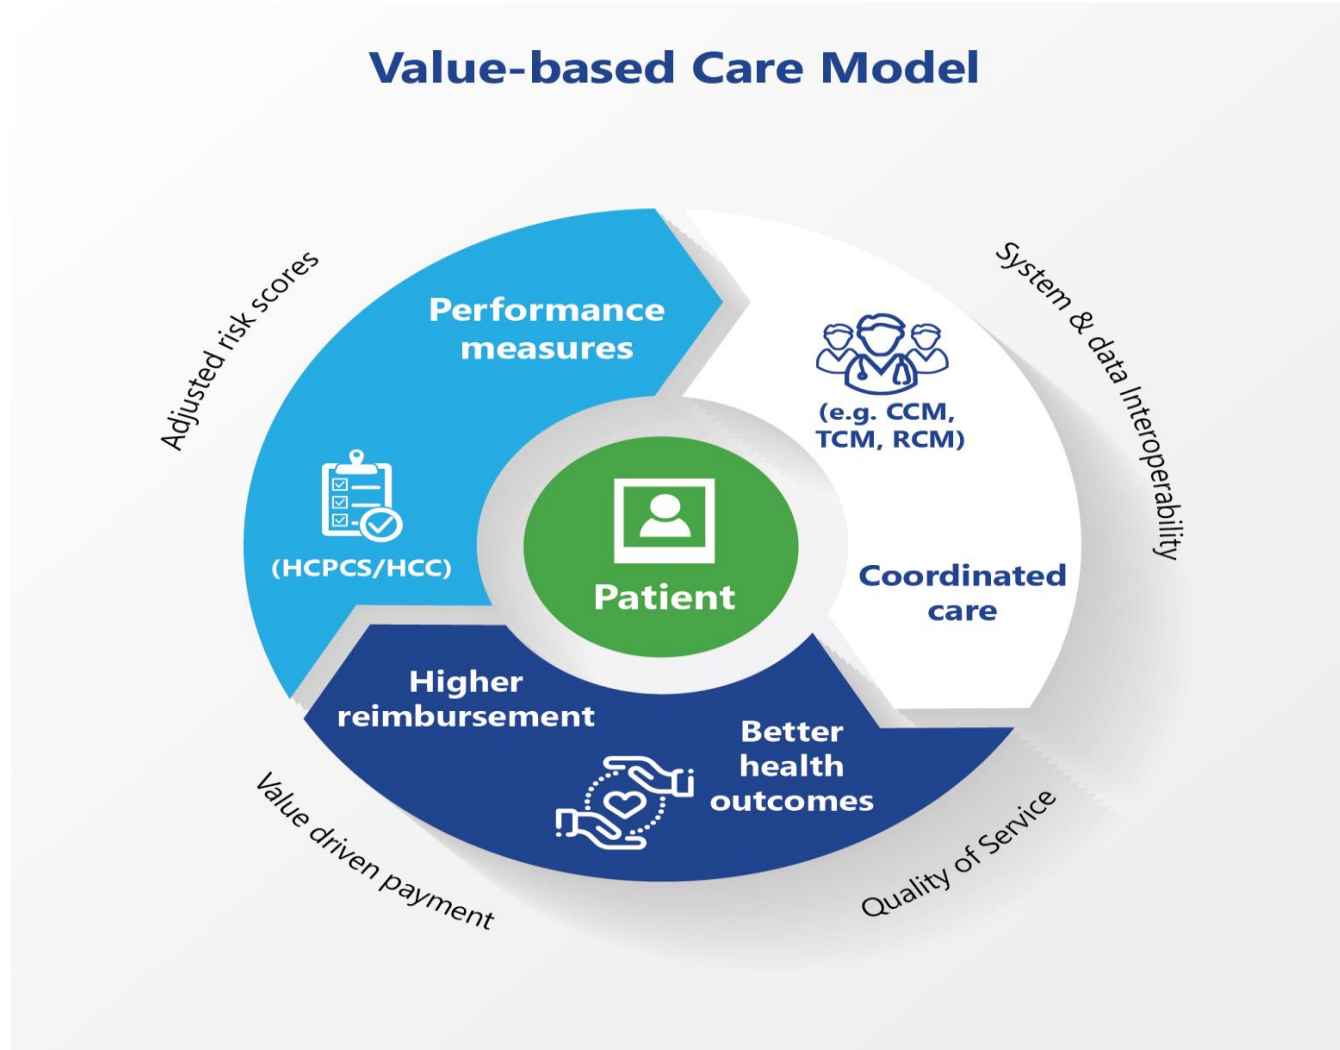 Value-based Care Model
Adjusted risk scores
System & data Interoperability
Performance
measures
(HCPCS/HCC)
(e.g. CCM,
TCM, RCM)
Coordinated
care
Patient
Higher
reimbursement
Better
health
outcomes
Value driven payment
Quality of Service